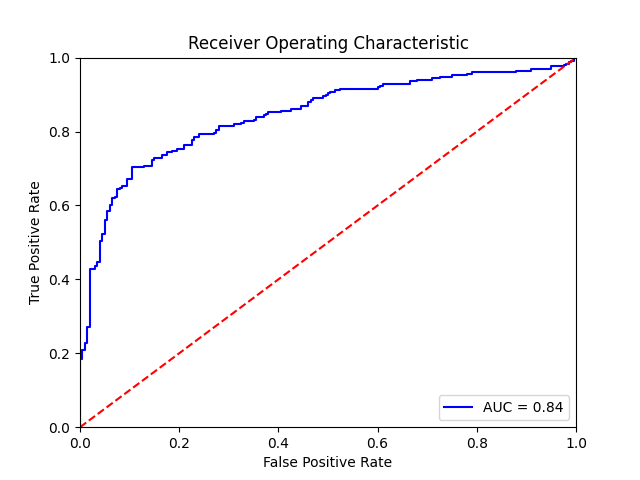 Receiver Operating Characteristic
1.0
0.8
0.6
0.4
0.2
0.0
True Positive Rate
AUC = 0.84
0.0 0.2 0.4 0.6 0.8 1.0
False Positive Rate